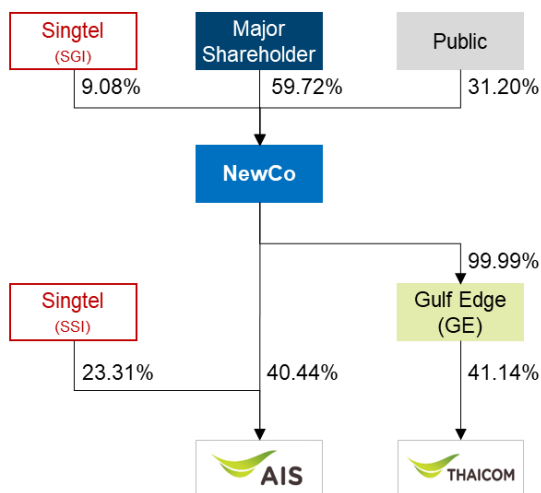 Singtel
(SGI)
Major
Shareholder
Public
9.08%
59.72%
31.20%
NewCo
99.99%
Singtel
(SSI)
Gulf Edge
(GE)
23.31%
40.44%
41.14%
AIS
THAICOM